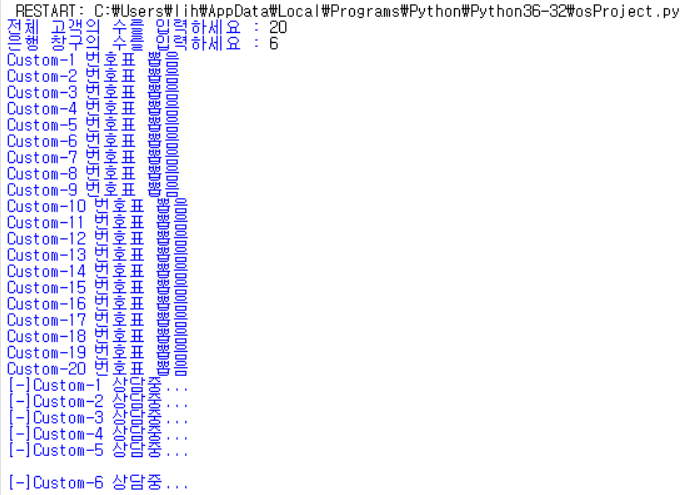 RESTART: C:₩Users₩lih₩AppData₩Local₩Programs₩Python₩Python36-32₩osProject.py
전체 고객의 수를 입력하세요 : 20
은행 창구의 수를 입력하세요 : 6
Custom-1 번호표 뽑음
Custom-2 번호표 뽑음
Custom-3 번호표 뽑음
Custom-4 번호표 뽑음
Custom-5 번호표 뽑음
Custom-6 번호표 뽑음
Custom-7 번호표 뽑음
Custom-8 번호표 뽑음
Custom-9 번호표 뽑음
Custom-10 번호표 뽑음
Custom-11 번호표 뽑음
Custom-12 번호표 뽑음
Custom-13 번호표 뽑음
Custom-14 번호표 뽑음
Custom-15 번호표 뽑음
Custom-16 번호표 뽑음
Custom-17 번호표 뽑음
Custom-18 번호표 뽑음
Custom-19 번호표 뽑음
Custom-20 번호표 뽑음
[-]Custom-1 상담중...
[-]Custom-2 상담중...
[-]Custom-3 상담중...
[-]Custom-4 상담중...
[-]Custom-5 상담중...
[-]Custom-6 상담중...